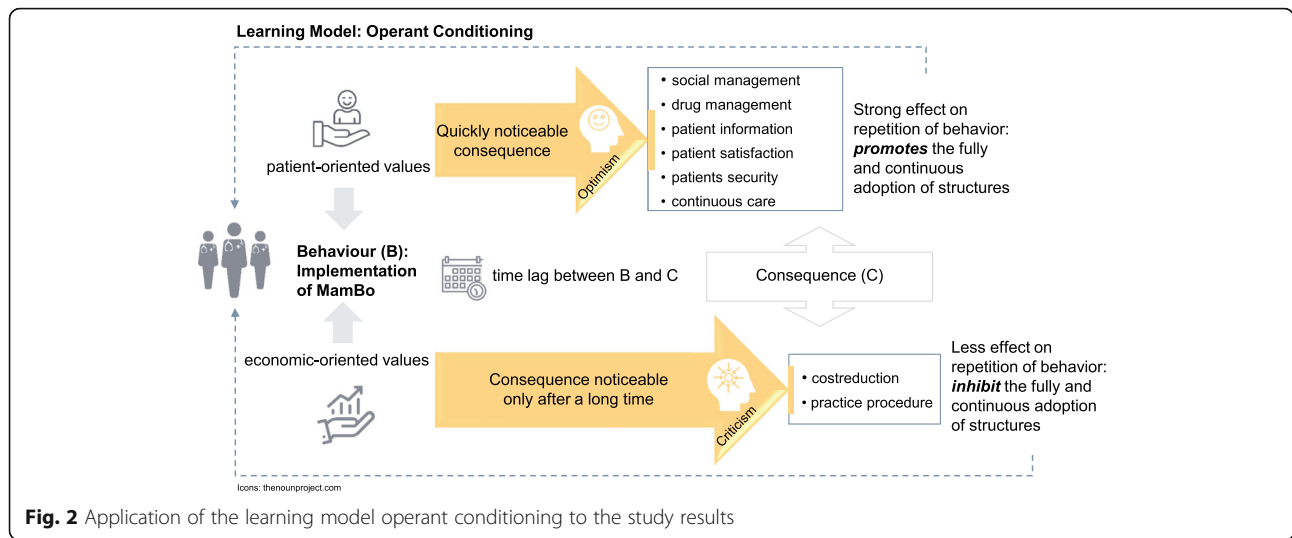 Learning Model: Operant Conditioning
patient-oriented values
Quickly noticeable
consequence
Optimism
• social management
• drug management
• patient information
• patient satisfaction
• patients security
• continuous care
Strong effect on
repetition of behavior:
promotes the fully
and continuous
adoption of structures
Behaviour (B):
Implementation
of MamBo
time lag between B and C
Consequence (C)
economic-oriented values
Consequence noticeable
only after a long time
Criticism
• costreduction
• practice procedure
Less effect on
repetition of behavior:
inhibit the fully and
continuous adoption
of structures
Icons: thenounproject.com
Fig. 2 Application of the learning model operant conditioning to the study results